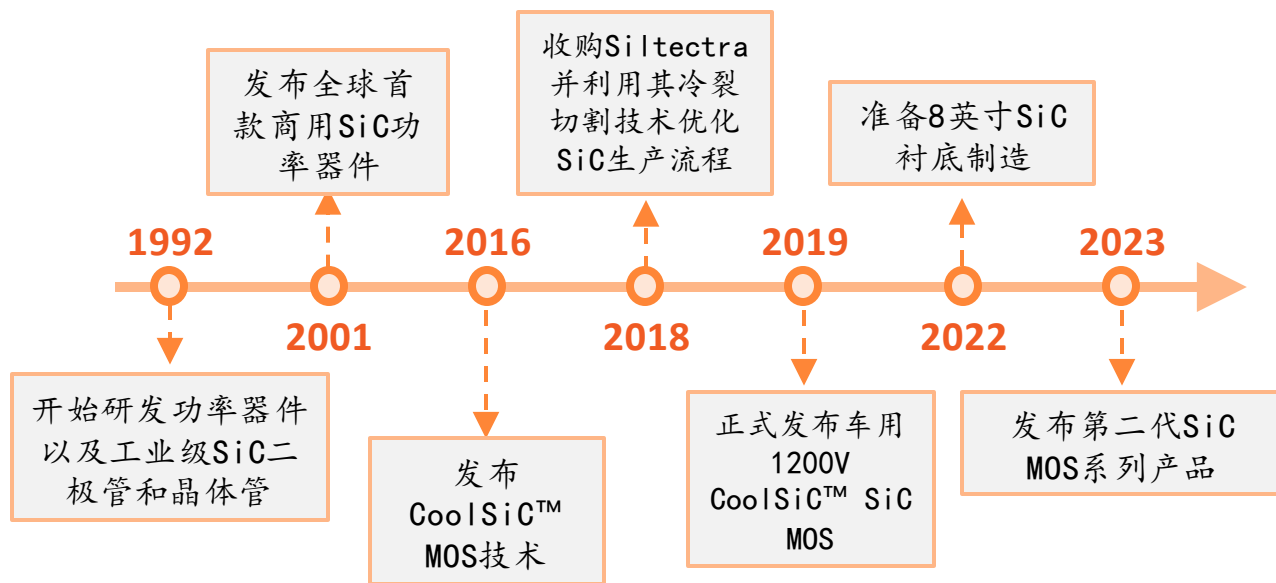 发布全球首
款商用SiC功
率器件
收购Siltectra
并利用其冷裂
切割技术优化
SiC生产流程
准备8英寸SiC
衬底制造
1992
2016
2019
2023
2001
2018
2022
开始研发功率器件
以及工业级SiC二
极管和晶体管
发布
CoolSiC™
MOS技术
正式发布车用
1200V
CoolSiC™ SiC
MOS
发布第二代SiC
MOS系列产品